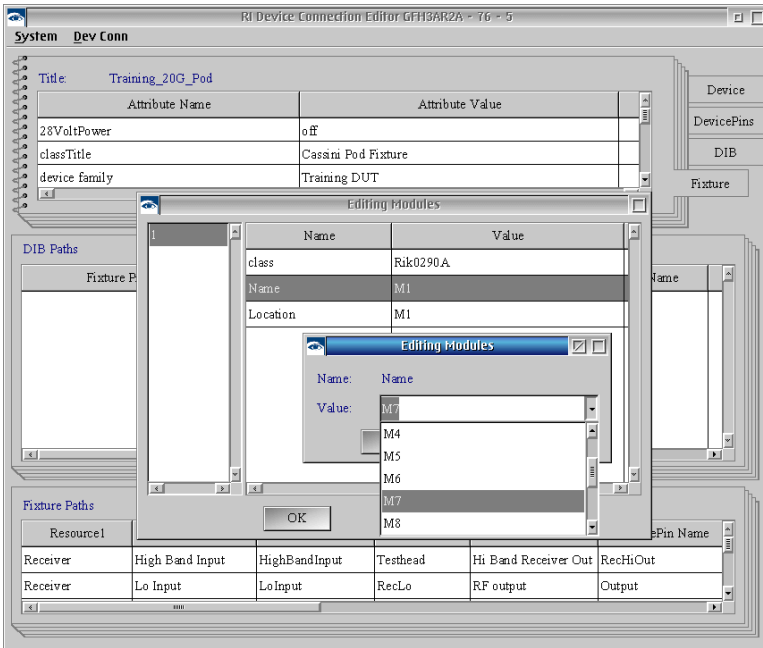 RI Device Connection Editor GFH3AR2A - 76 - 5
System Dev Conn
Title: Training_20G_Pod
Attribute Name Attribute Value
28VoltPower off
classTitle Cassini Pod Fixture
device family Training DUT
Device
DevicePins
DIB
Fixture
Editing Modules
1
Name Value
class Rik0290A
Name M1
Location M1
DIB Paths
Fixture P
Name
Editing Modules
Name: Name
Value: M7
M4
M5
M6
M7
M8
OK
Fixture Paths
Resource1 ePin Name
Receiver High Band Input HighBandInput Testhead Hi Band Receiver Out RecHiOut
Receiver Lo Input LoInput RecLo RF output Output